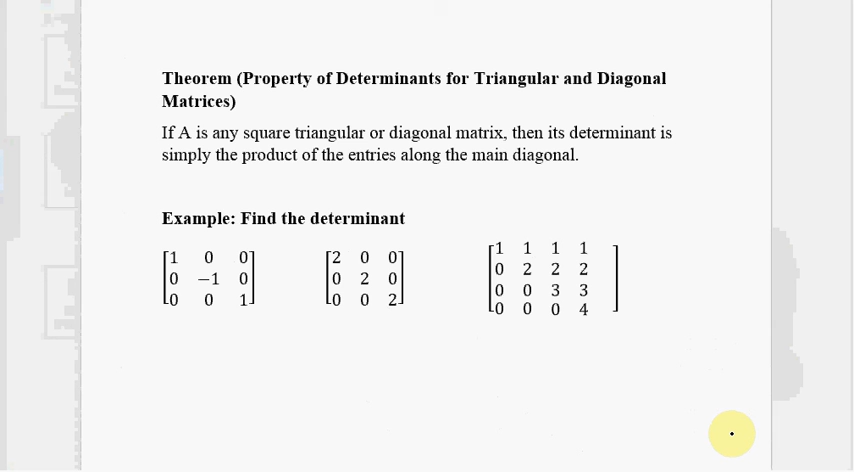 Theorem (Property of Determinants for Triangular and Diagonal
Matrices)
If A is any square triangular or diagonal matrix, then its determinant is
simply the product of the entries along the main diagonal.
Example: Find the determinant
[1 0 0] [2 0 0] [1 1 1 1]
[0 −1 0] [0 2 0] [0 2 2 2]
[0 0 1] [0 0 2] [0 0 3 3]
[0 0 0 4]